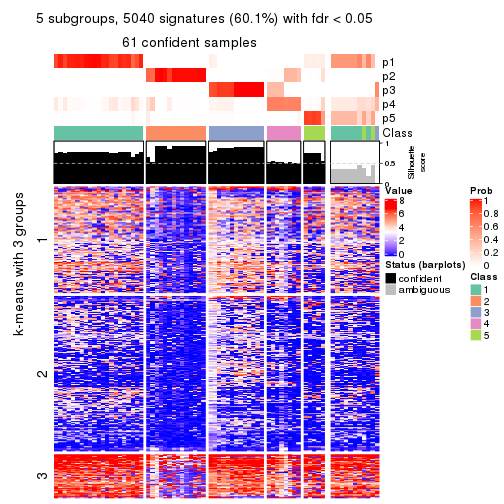 5 subgroups, 5040 signatures (60.1%) with fdr < 0.05
61 confident samples
p1
p2
p3
p4
p5
Class
1
0.5
0
Silhouette
score
k-means with 3 groups
1
2
3
Value
8
6
4
2
0
Status (barplots)
confident
ambiguous
Prob
1
0.8
0.6
0.4
0.2
0
Class
1
2
3
4
5